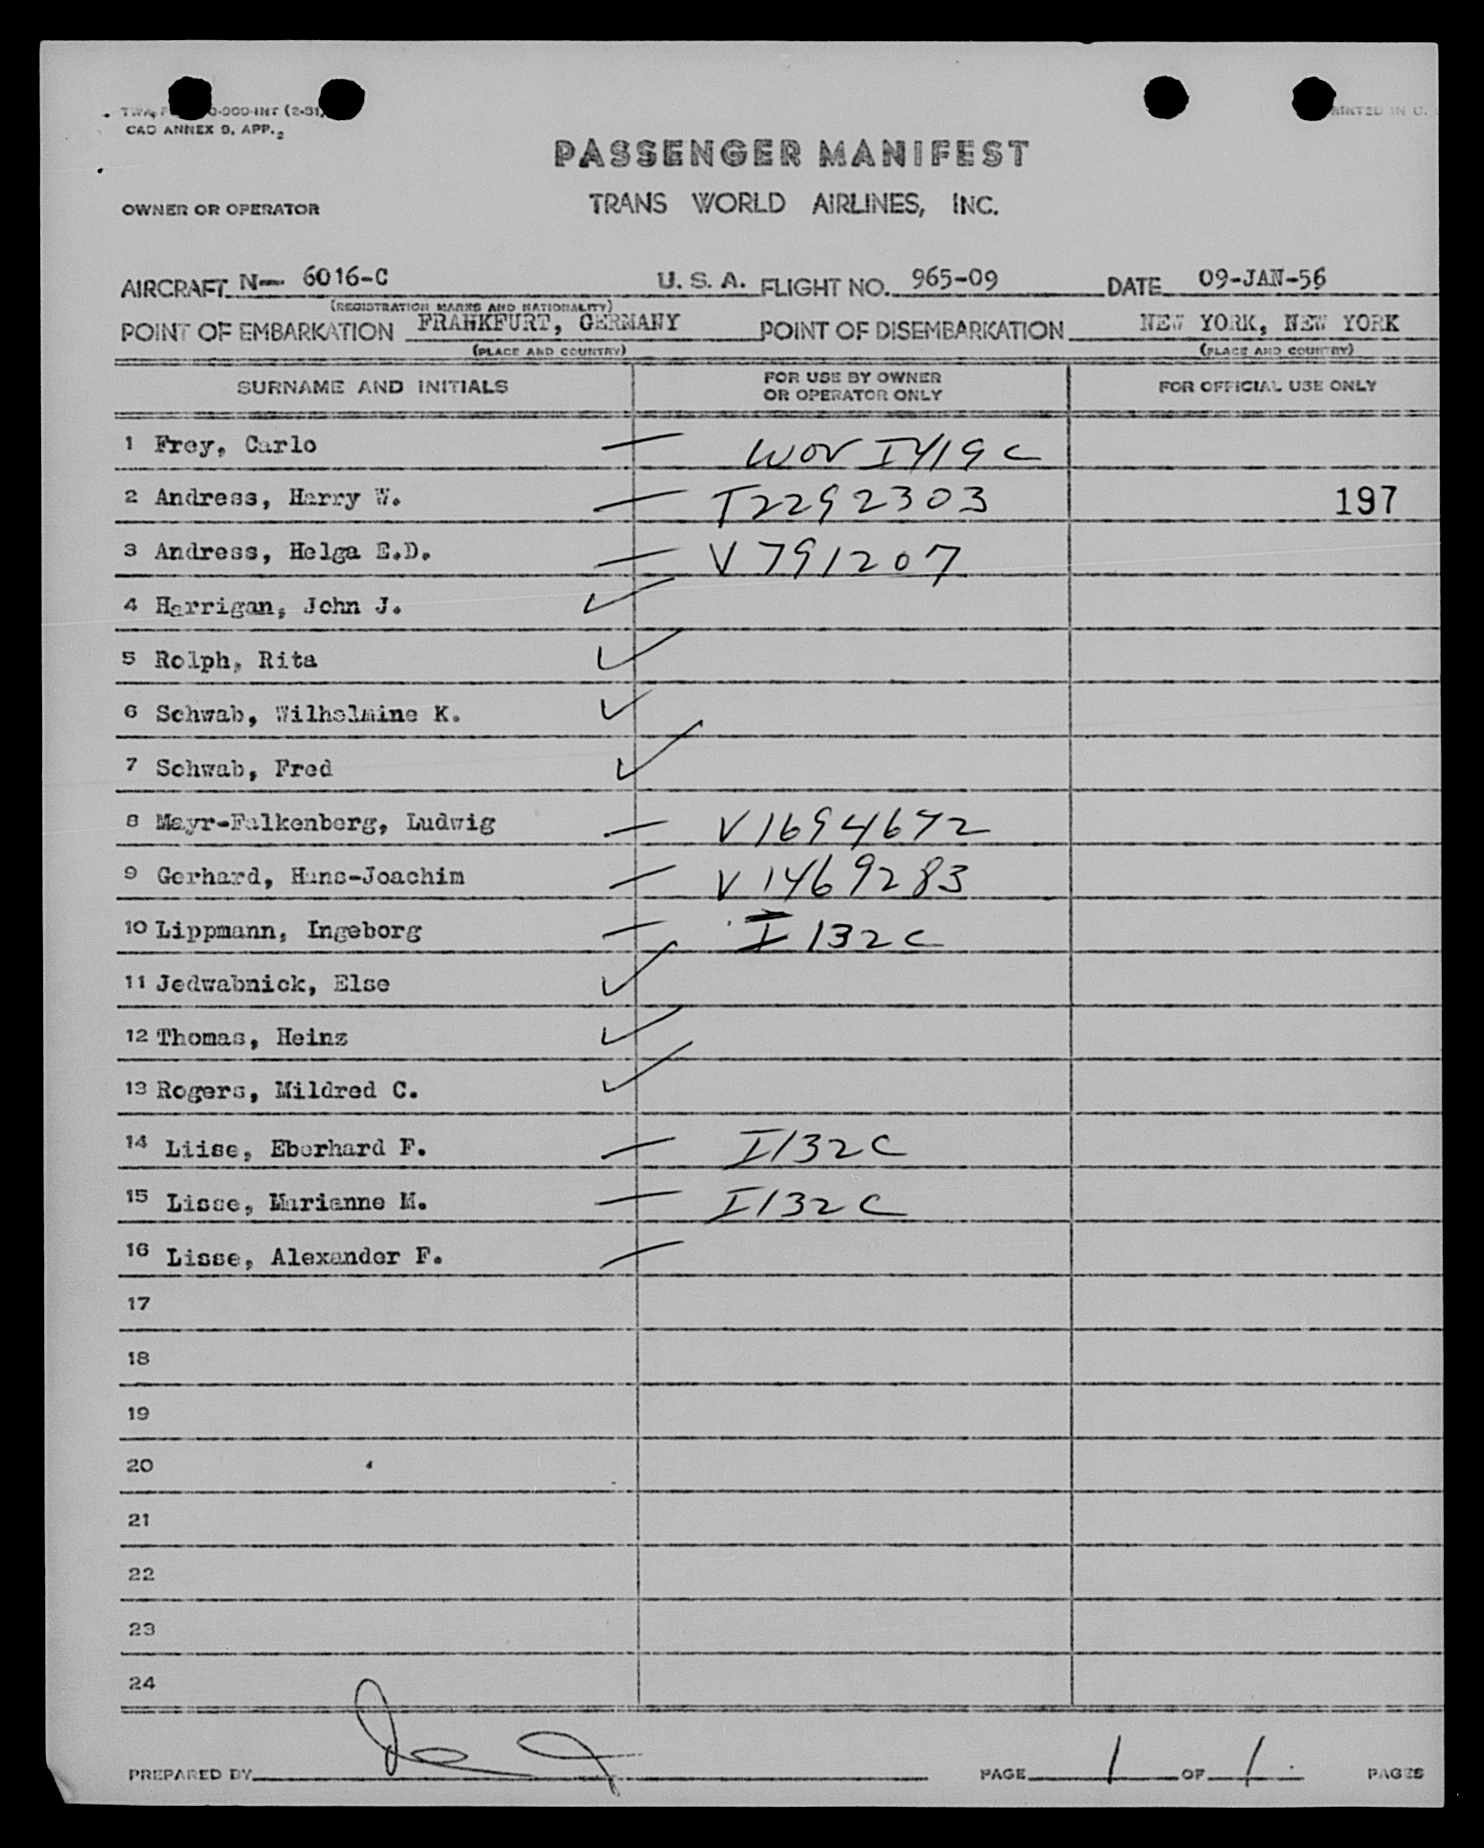 CAO ANNEX 9, APP. 2
PASSENGER MANIFEST
OWNER OR OPERATOR TRANS WORLD AIRLINES, INC.
AIRCRAFT N— 6016-C U. S. A. FLIGHT NO. 965-09 DATE 09-JAN-56
(REGISTRATION MARKS AND NATIONALITY)
POINT OF EMBARKATION FRANKFURT, GERMANY POINT OF DISEMBARKATION NEW YORK, NEW YORK
(PLACE AND COUNTRY) (PLACE AND COUNTRY)
SURNAME AND INITIALS FOR USE BY OWNER OR OPERATOR ONLY FOR OFFICIAL USE ONLY
1 Frey, Carlo — WOV I419C
2 Andress, Harry W. — T2292303 197
3 Andress, Helga E.D. — V791207
4 Harrigan, John J. ✓
5 Rolph, Rita ✓
6 Schwab, Wilhelmine K. ✓
7 Schwab, Fred ✓
8 Mayr-Falkenberg, Ludwig — V1694672
9 Gerhard, Hans-Joachim — V1469283
10 Lippmann, Ingeborg — I132C
11 Jedwabnick, Else ✓
12 Thomas, Heinz ✓
13 Rogers, Mildred C. ✓
14 Liise, Eberhard F. — I132C
15 Lisse, Marianne M. — I132C
16 Lisse, Alexander F. —
17
18
19
20
21
22
23
24
PREPARED BY PAGE 1 OF 1 PAGES